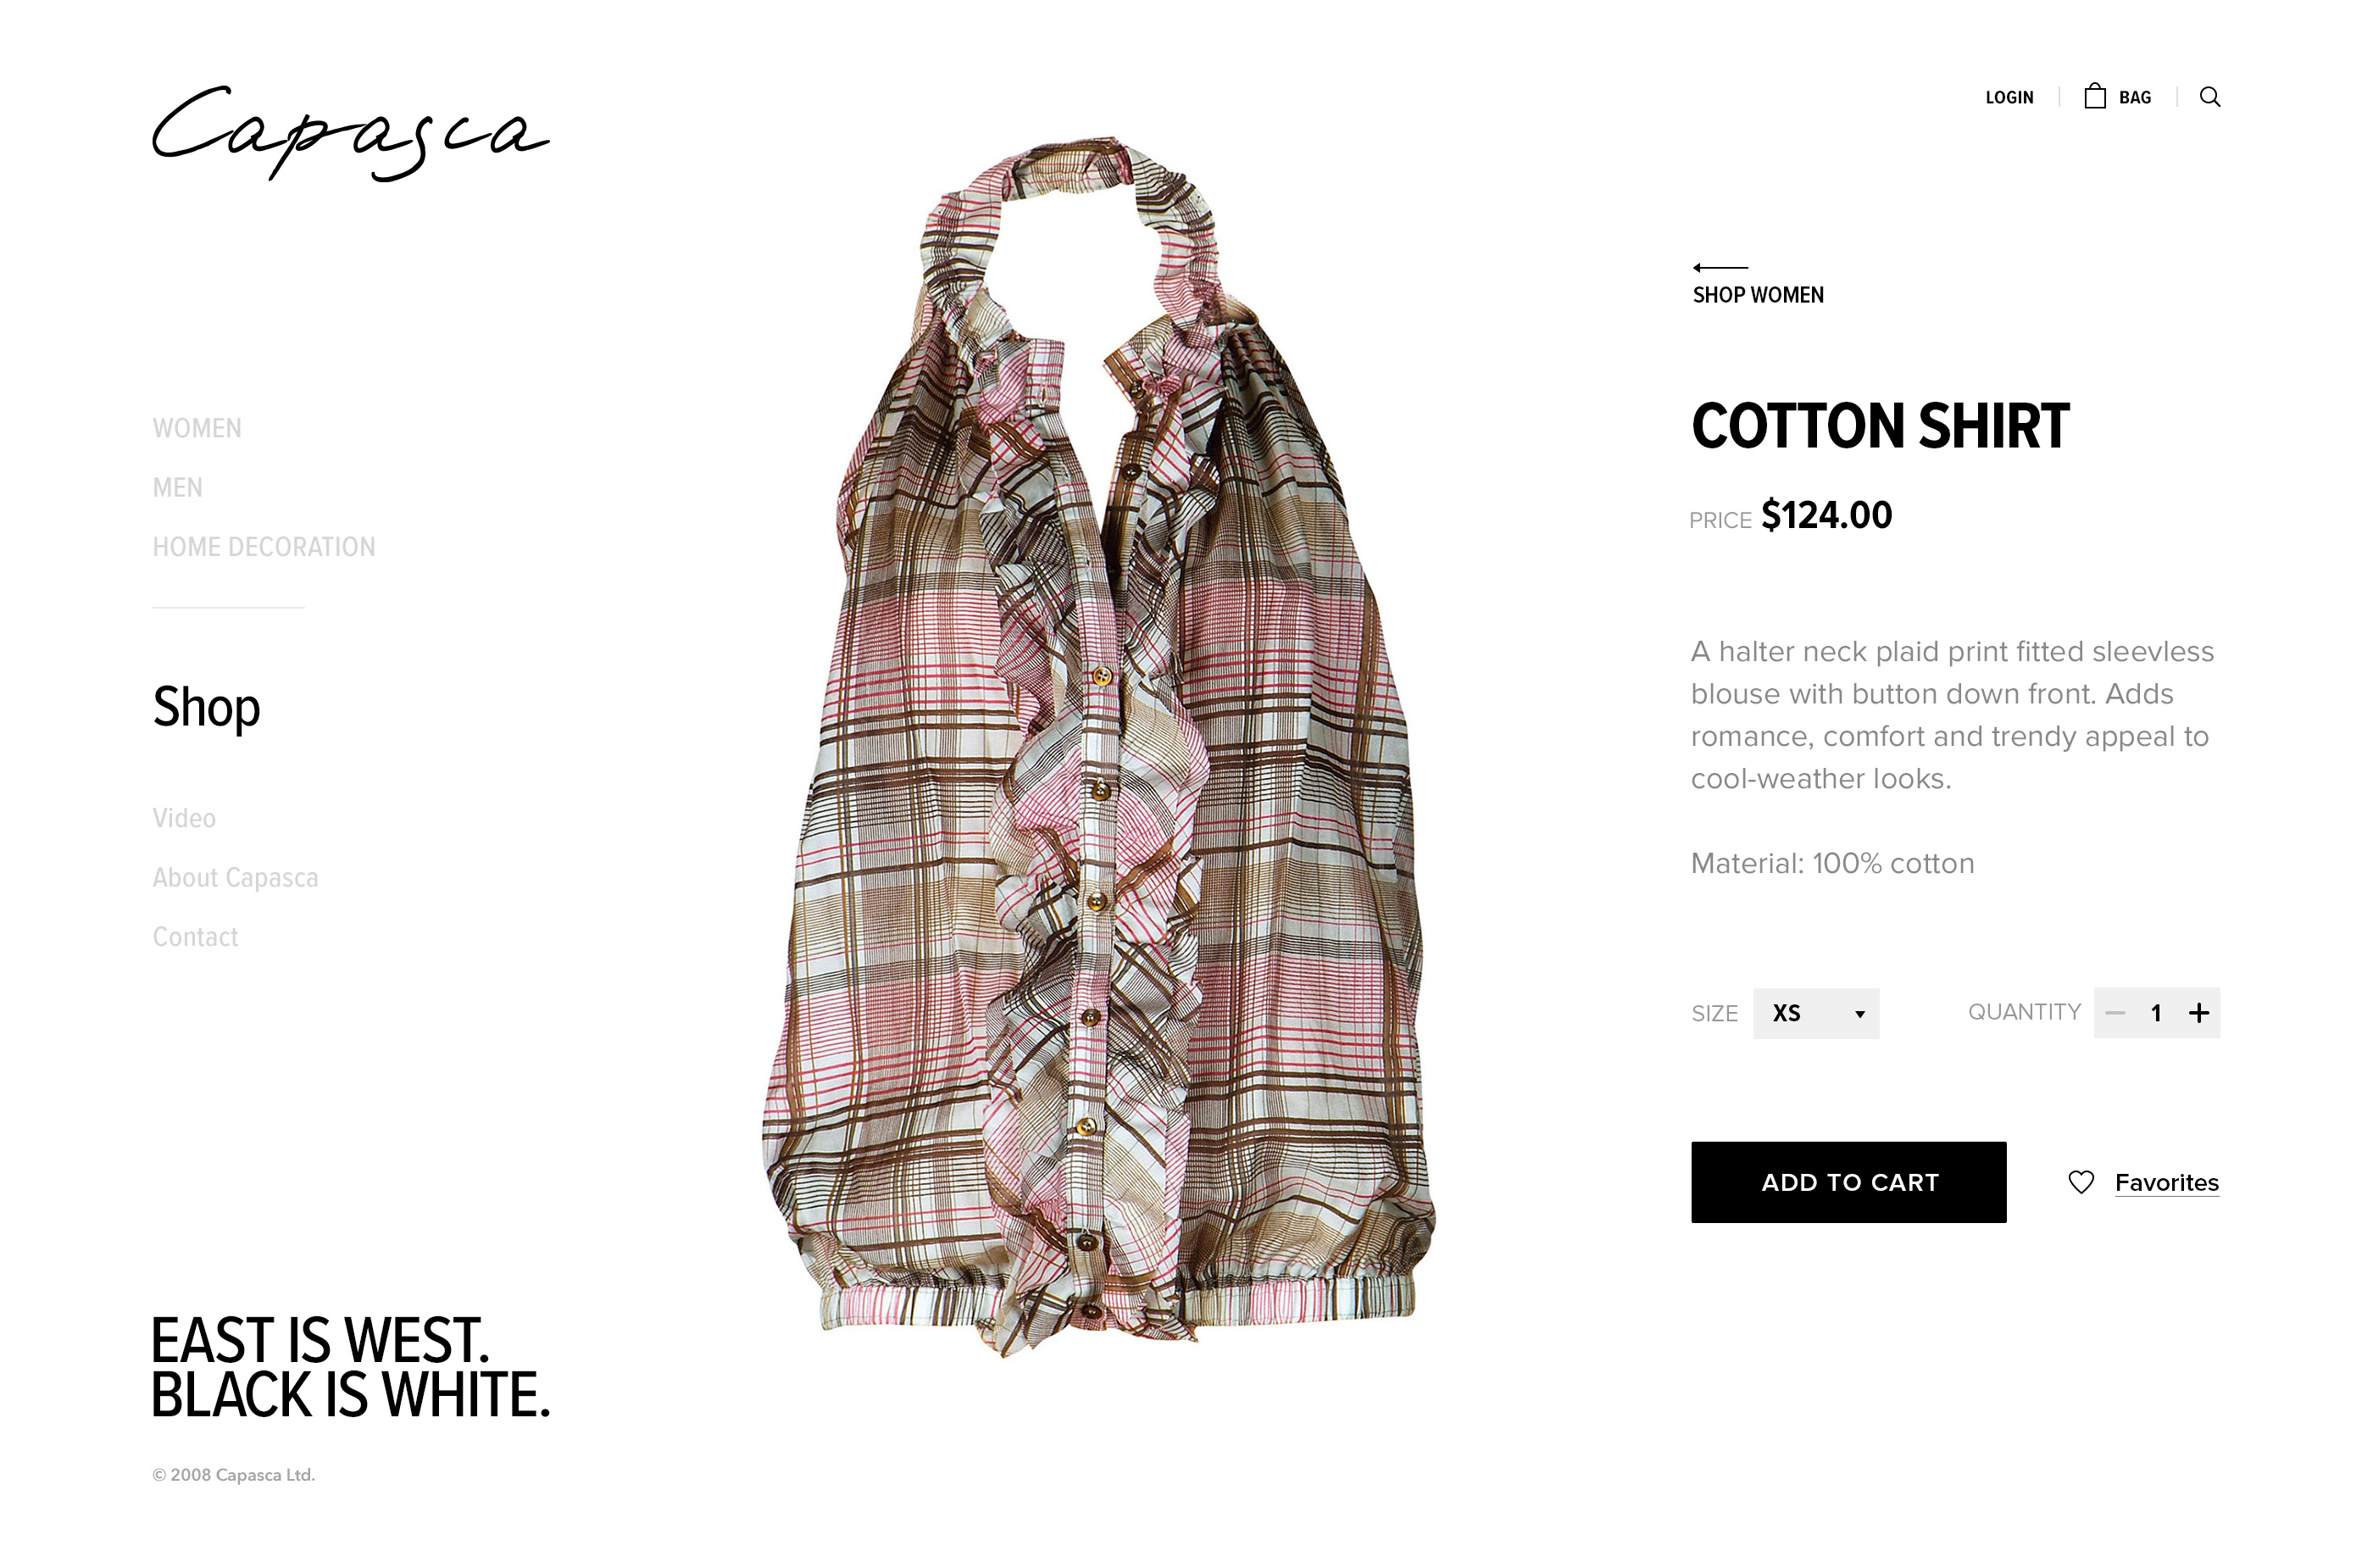 Capasca
LOGIN
BAG
WOMEN
MEN
HOME DECORATION
Shop
Video
About Capasca
Contact
EAST IS WEST.
BLACK IS WHITE.
© 2008 Capasca Ltd.
SHOP WOMEN
COTTON SHIRT
PRICE $124.00
A halter neck plaid print fitted sleevless
blouse with button down front. Adds
romance, comfort and trendy appeal to
cool-weather looks.
Material: 100% cotton
SIZE XS
QUANTITY 1
ADD TO CART
Favorites